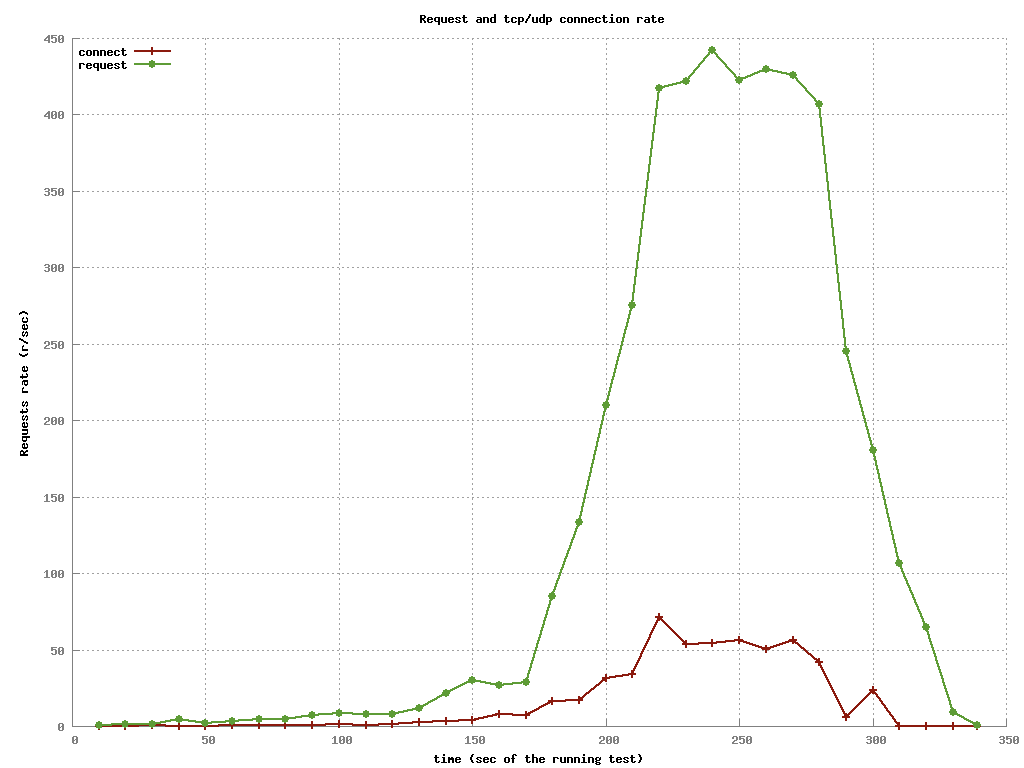 Request and tcp/udp connection rate
450
connect
request
400
350
300
250
200
150
100
50
0
Requests rate (r/sec)
0 50 100 150 200 250 300 350
time (sec of the running test)